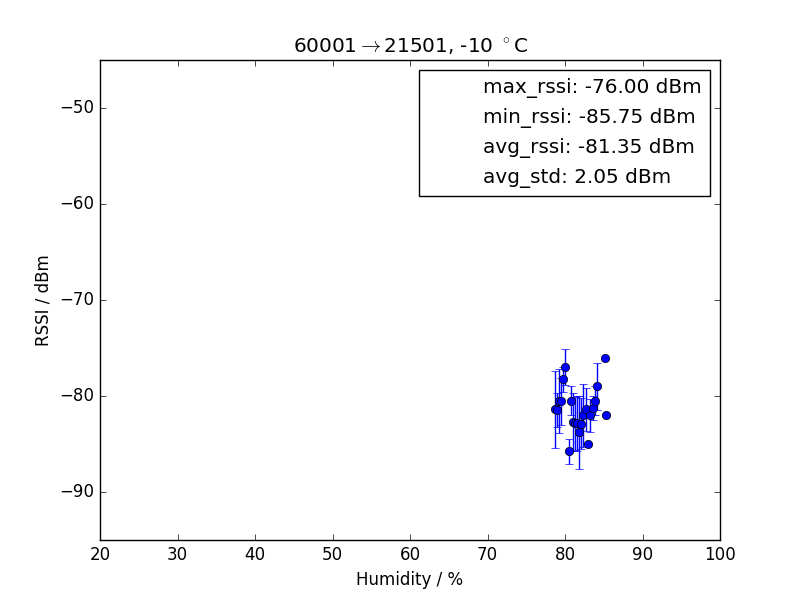 60001→21501, -10 °C
max_rssi: -76.00 dBm
min_rssi: -85.75 dBm
avg_rssi: -81.35 dBm
avg_std: 2.05 dBm
RSSI / dBm
−50
−60
−70
−80
−90
20 30 40 50 60 70 80 90 100
Humidity / %